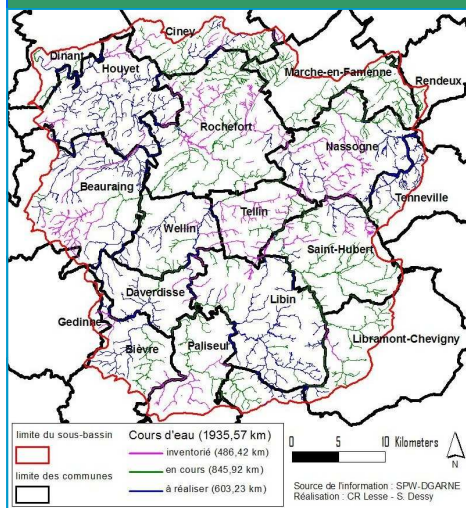 Ciney
Dinant
Houyet
Marche-en-Famenne
Rendeux
Rochefort
Nassogne
Beauraing
Tenneville
Wellin
Tellin
Saint-Hubert
Daverdisse
Libin
Gedinne
Bièvre
Paliseul
Libramont-Chevigny
limite du sous-bassin
limite des communes
Cours d'eau (1935,57 km)
inventorié (486,42 km)
en cours (845,92 km)
à réaliser (603,23 km)
0 5 10 Kilometers
N
Source de l'information : SPW-DGARNE
Réalisation : CR Lesse - S. Dessy